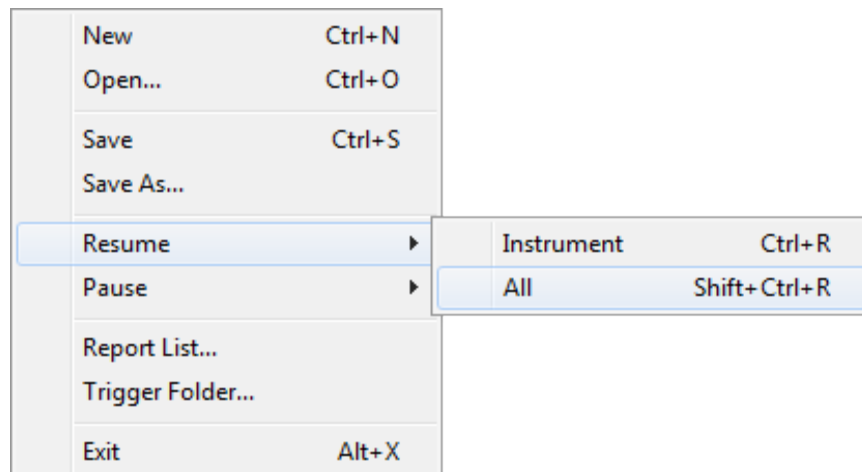 New Ctrl+N
Open... Ctrl+O
Save Ctrl+S
Save As...
Resume
Instrument Ctrl+R
Pause
All Shift+Ctrl+R
Report List...
Trigger Folder...
Exit Alt+X